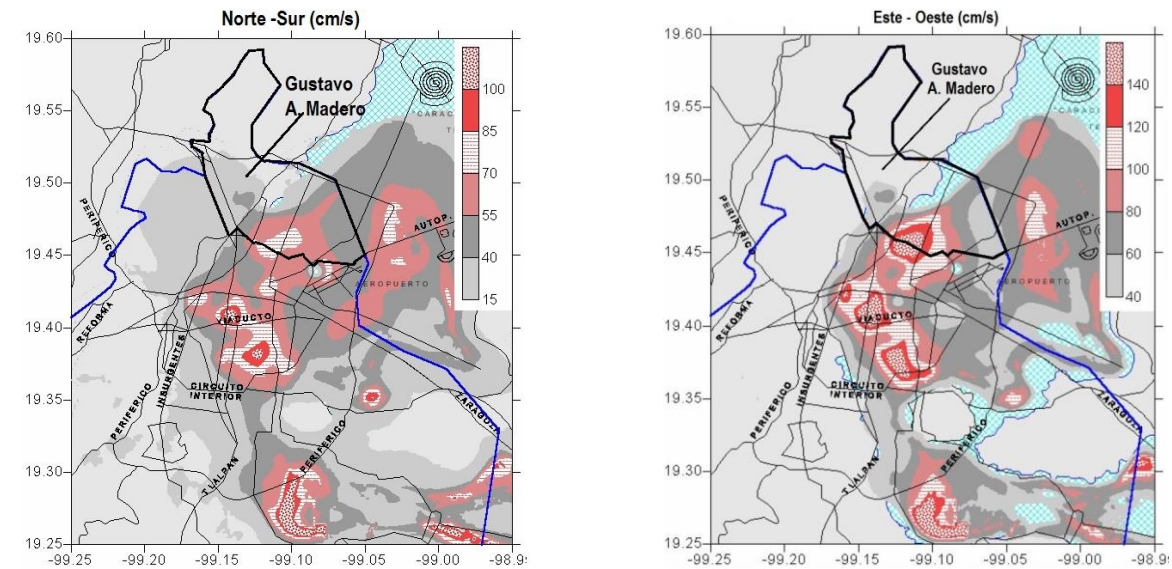 Norte -Sur (cm/s)
19.60
19.55
19.50
19.45
19.40
19.35
19.30
19.25
-99.25
-99.20
-99.15
-99.10
-99.05
-99.00
Gustavo
A. Madero
PERIFERICO
REFORMA
PERIFERICO
INSURGENTES
VIADUCTO
CIRCUITO
INTERIOR
TLALPAN
PERIFERICO
AUTOP.
AEROPUERTO
100
85
70
55
40
15
Este - Oeste (cm/s)
19.60
19.55
19.50
19.45
19.40
19.35
19.30
19.25
-99.25
-99.20
-99.15
-99.10
-99.05
-99.00
Gustavo
A. Madero
PERIFERICO
REFORMA
PERIFERICO
INSURGENTES
VIADUCTO
CIRCUITO
INTERIOR
TLALPAN
PERIFERICO
AUTOP.
AEROPUERTO
140
120
100
80
60
40